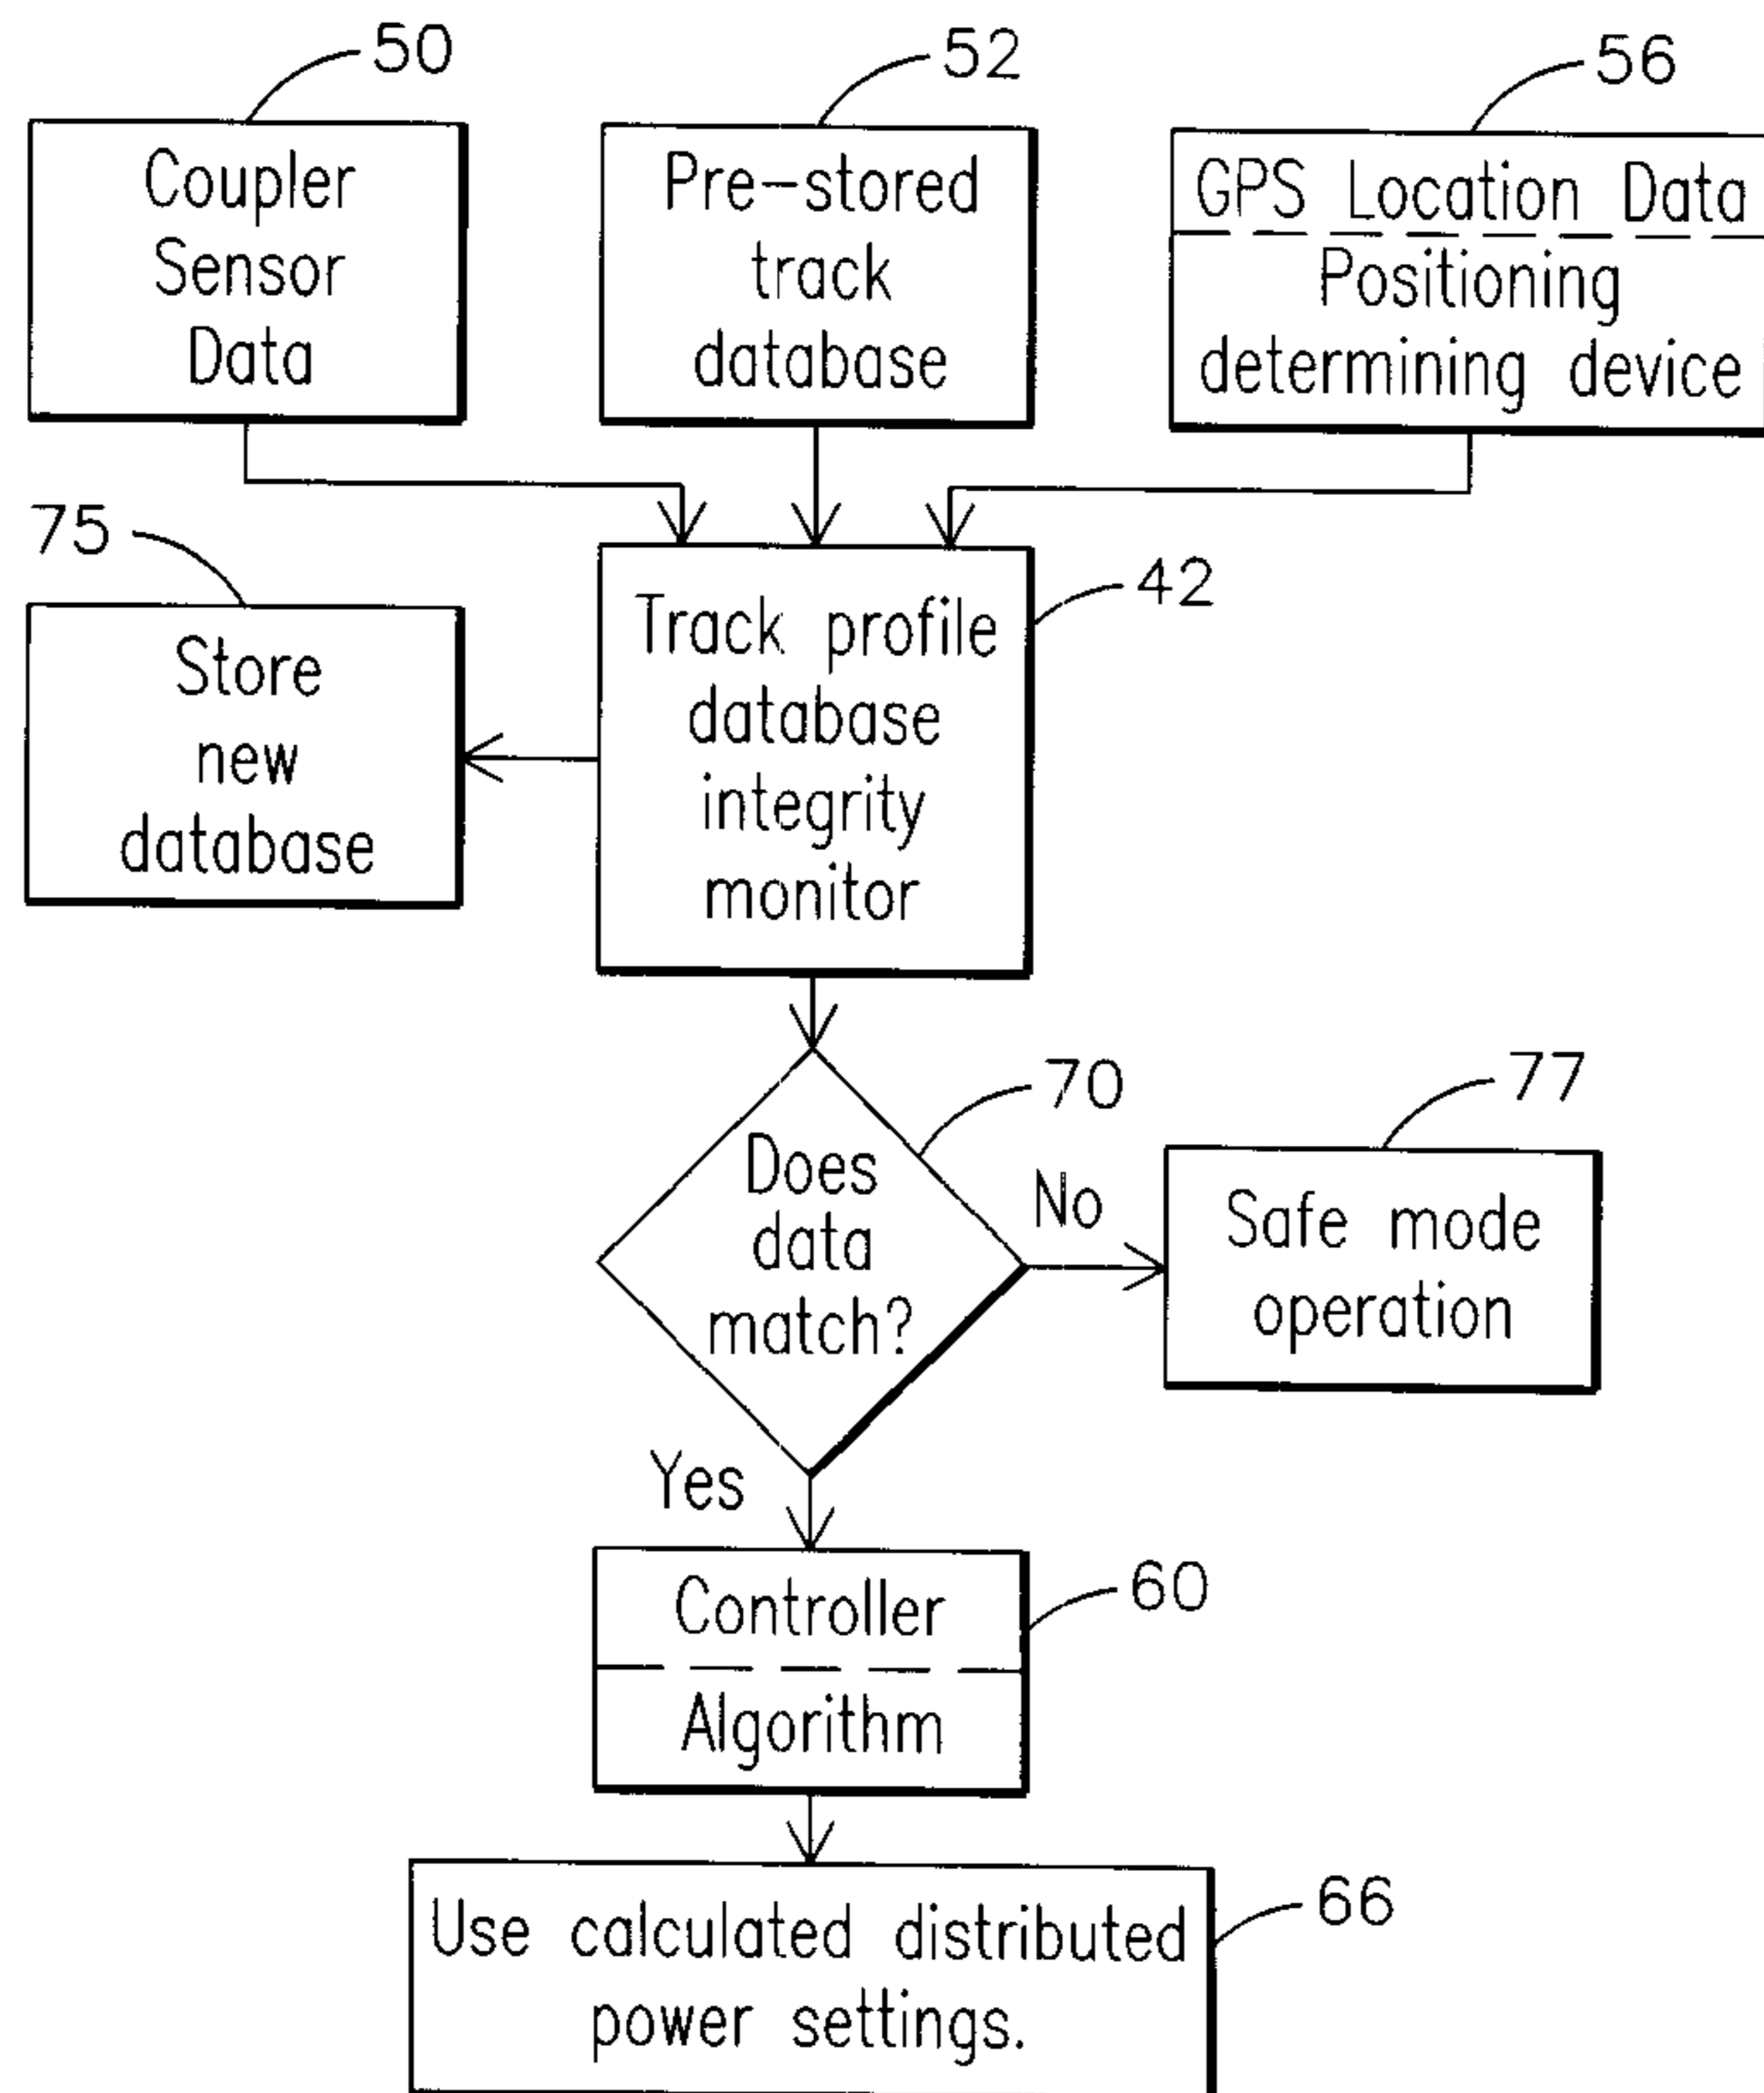 50
52
56
Coupler
Sensor
Data
Pre-stored
track
database
GPS Location Data
Positioning
determining device
75
42
Store
new
database
Track profile
database
integrity
monitor
70
77
Does
data
match?
No
Safe mode
operation
Yes
60
Controller
Algorithm
66
Use calculated distributed
power settings.